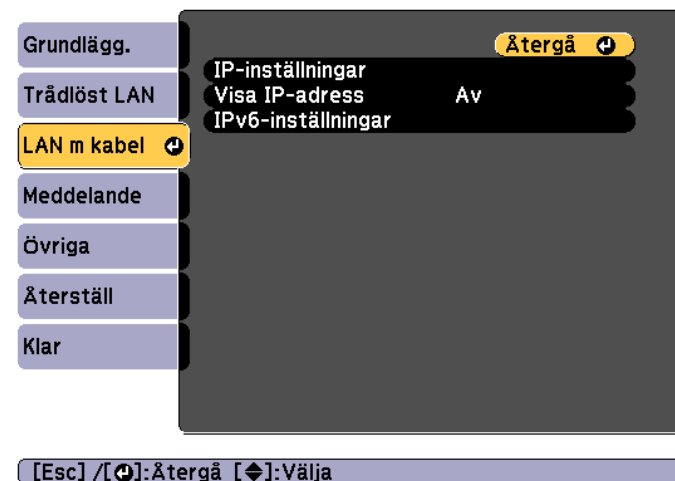 Grundlägg.
Trådlöst LAN
LAN m kabel
Meddelande
Övriga
Återställ
Klar
Återgå
IP-inställningar
Visa IP-adress Av
IPv6-inställningar
[Esc] /[ ]:Återgå [ ]:Välja